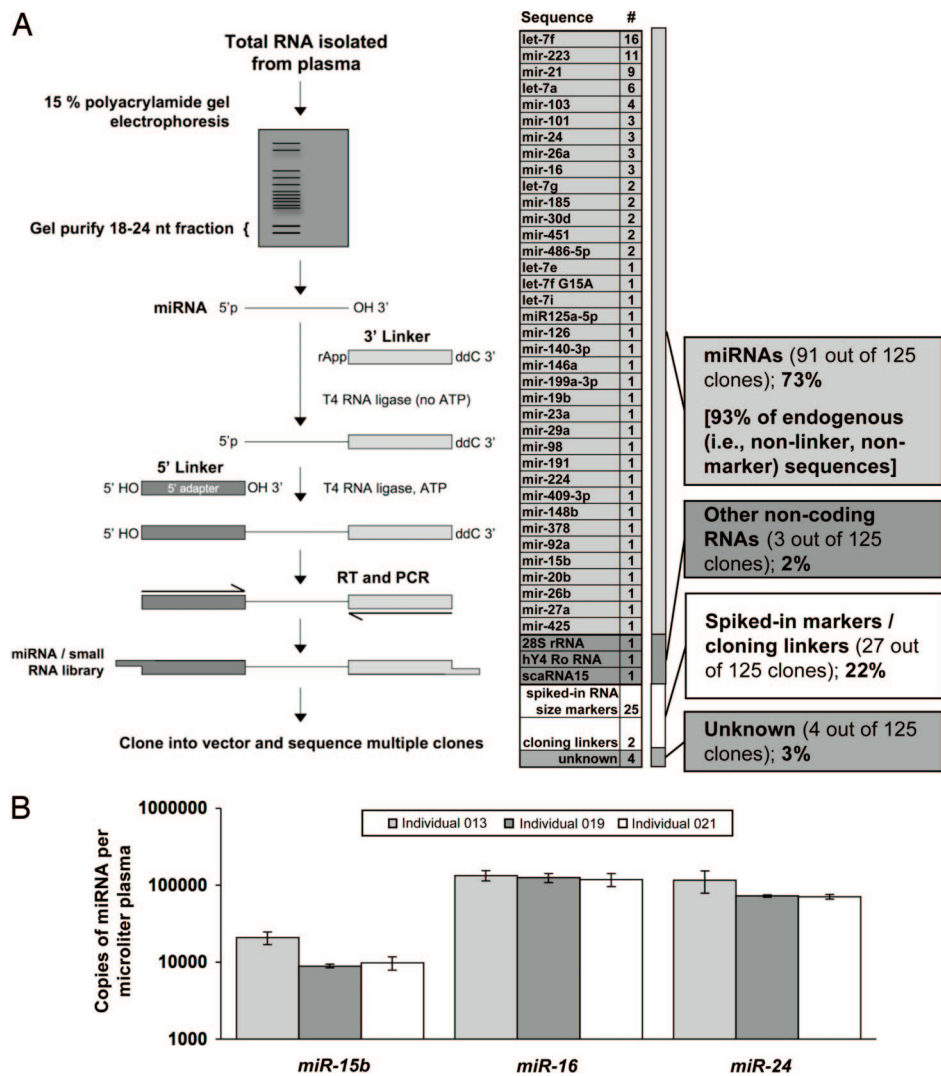 A
Total RNA isolated
from plasma
15 % polyacrylamide gel
electrophoresis
Gel purify 18-24 nt fraction {
miRNA 5'p OH 3'
3' Linker
rApp ddC 3'
T4 RNA ligase (no ATP)
5'p ddC 3'
5' Linker
5' HO 5' adapter OH 3'
T4 RNA ligase, ATP
5' HO ddC 3'
RT and PCR
miRNA / small
RNA library
Clone into vector and sequence multiple clones
Sequence #
let-7f 16
mir-223 11
mir-21 9
let-7a 6
mir-103 4
mir-101 3
mir-24 3
mir-26a 3
mir-16 3
let-7g 2
mir-185 2
mir-30d 2
mir-451 2
mir-486-5p 2
let-7e 1
let-7f G15A 1
let-7i 1
miR125a-5p 1
mir-126 1
mir-140-3p 1
mir-146a 1
mir-199a-3p 1
mir-19b 1
mir-23a 1
mir-29a 1
mir-98 1
mir-191 1
mir-224 1
mir-409-3p 1
mir-148b 1
mir-378 1
mir-92a 1
mir-15b 1
mir-20b 1
mir-26b 1
mir-27a 1
mir-425 1
28S rRNA 1
hY4 Ro RNA 1
scaRNA15 1
spiked-in RNA
size markers 25
cloning linkers 2
unknown 4
miRNAs (91 out of 125
clones); 73%
[93% of endogenous
(i.e., non-linker, non-
marker) sequences]
Other non-coding
RNAs (3 out of 125
clones); 2%
Spiked-in markers /
cloning linkers (27 out
of 125 clones); 22%
Unknown (4 out of 125
clones); 3%
B
Copies of miRNA per
microliter plasma
1000000
100000
10000
1000
Individual 013 Individual 019 Individual 021
miR-15b miR-16 miR-24